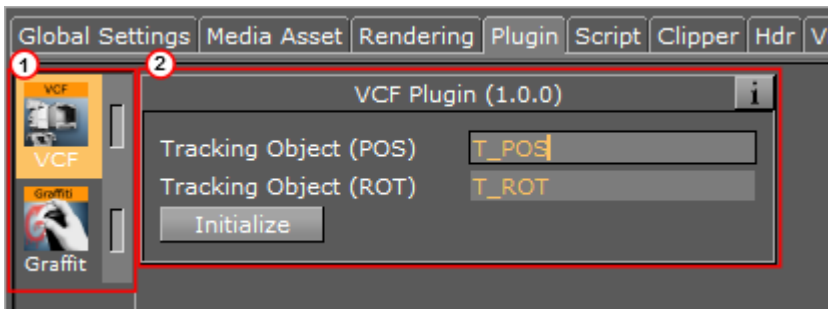 Global Settings Media Asset Rendering Plugin Script Clipper Hdr V
1 2
VCF VCF Plugin (1.0.0) i
VCF
Tracking Object (POS) T_POS
Graffiti Tracking Object (ROT) T_ROT
Initialize
Graffit